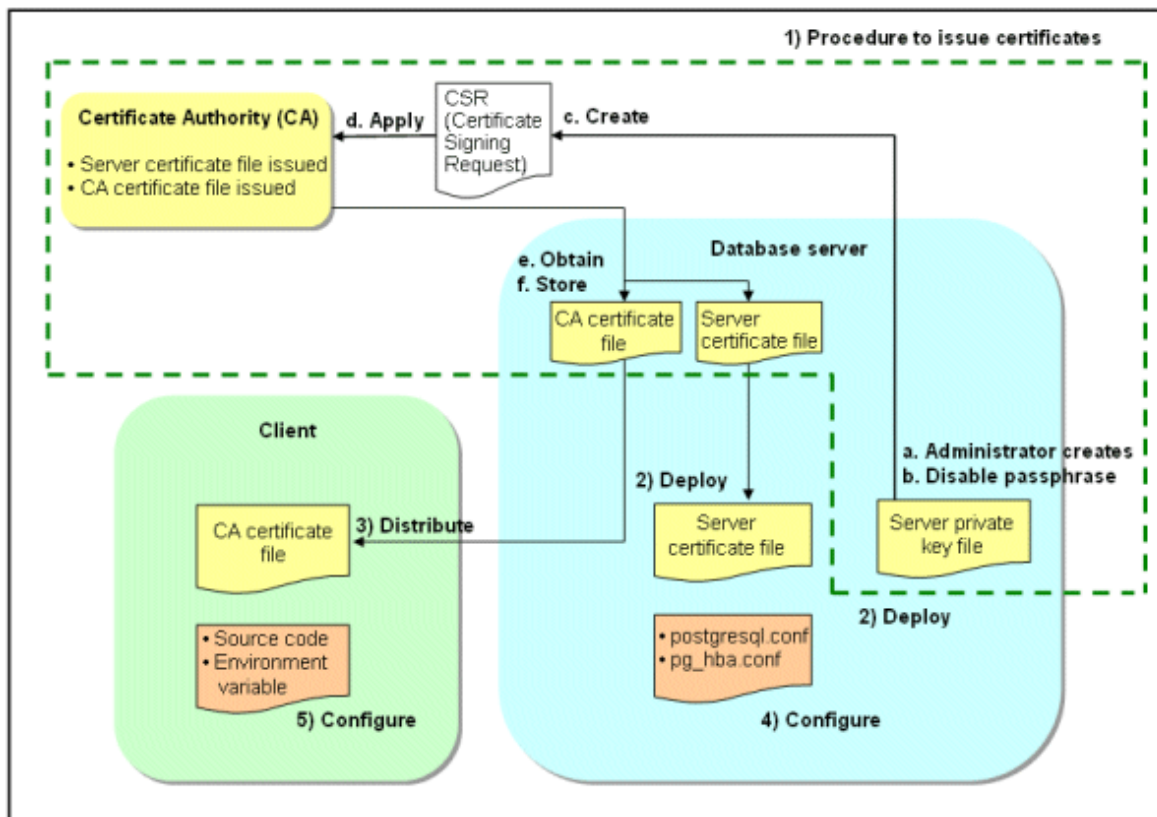 1) Procedure to issue certificates
Certificate Authority (CA)
• Server certificate file issued
• CA certificate file issued
d. Apply
CSR
(Certificate
Signing
Request)
c. Create
Database server
e. Obtain
f. Store
CA certificate
file
Server
certificate file
Client
a. Administrator creates
b. Disable passphrase
2) Deploy
CA certificate
file
3) Distribute
Server
certificate file
Server private
key file
2) Deploy
• Source code
• Environment
variable
5) Configure
• postgresql.conf
• pg_hba.conf
4) Configure